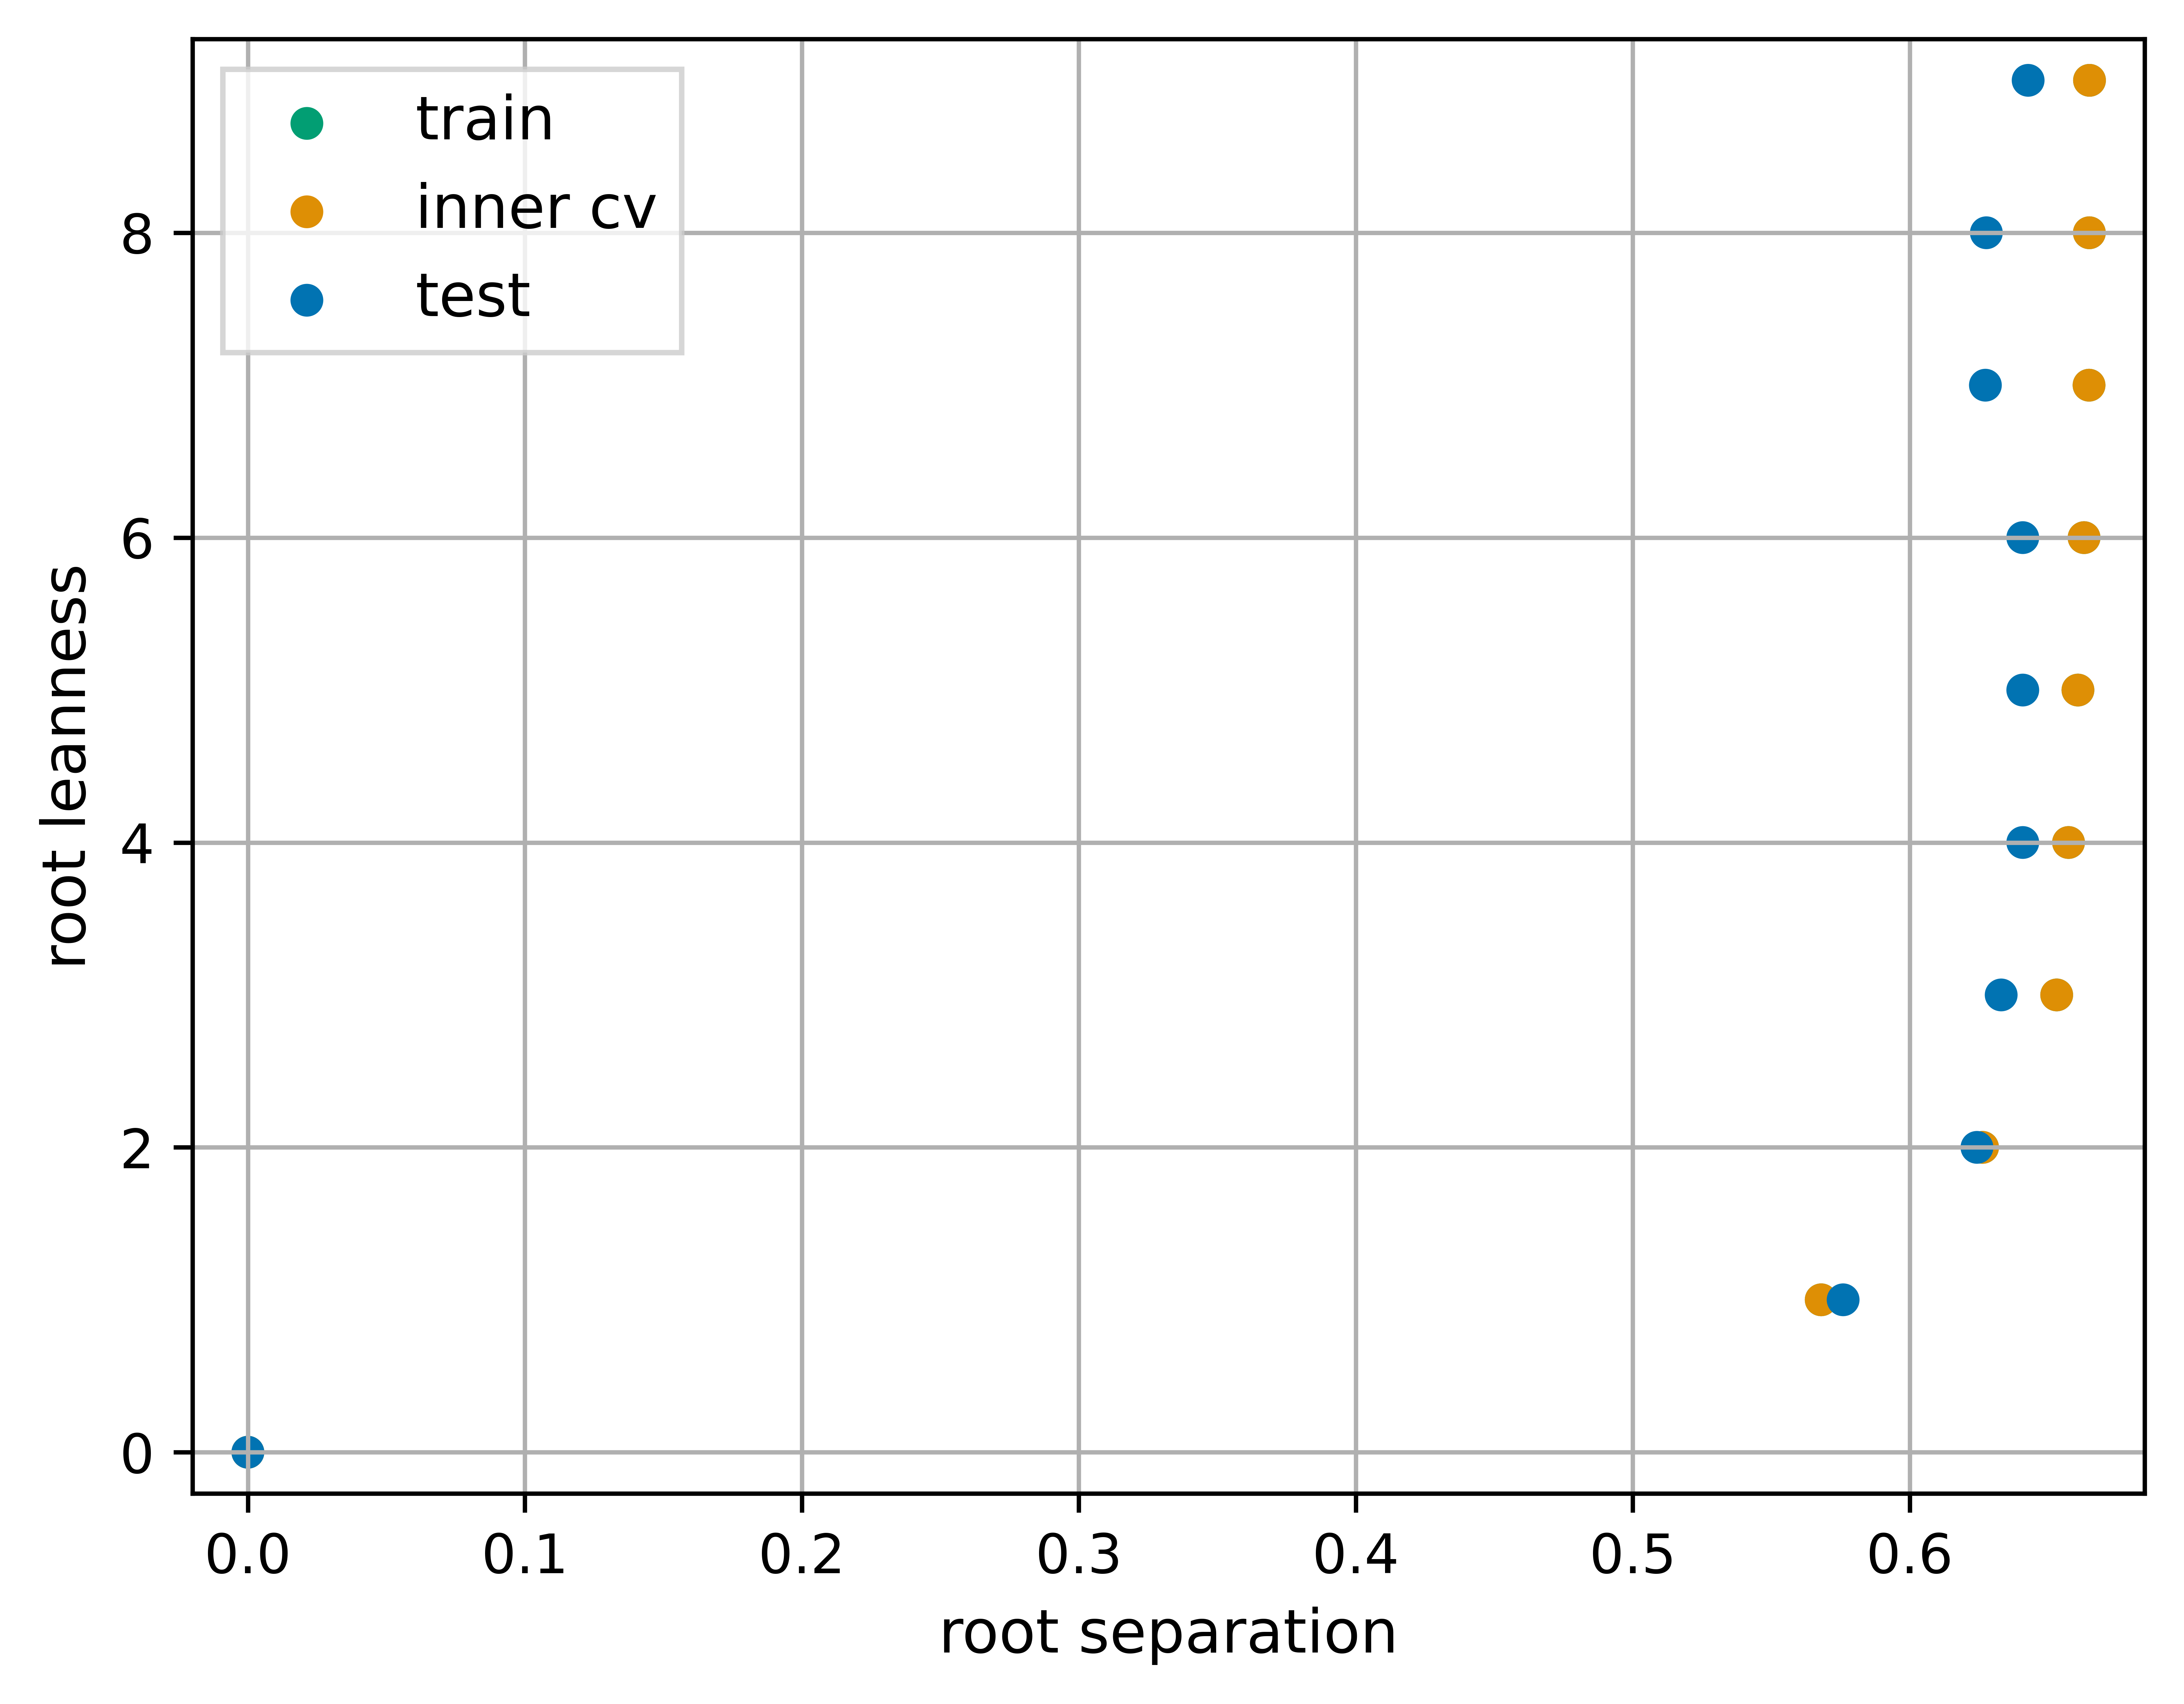 train
inner cv
test
8
6
4
2
0
root leanness
0.0 0.1 0.2 0.3 0.4 0.5 0.6
root separation